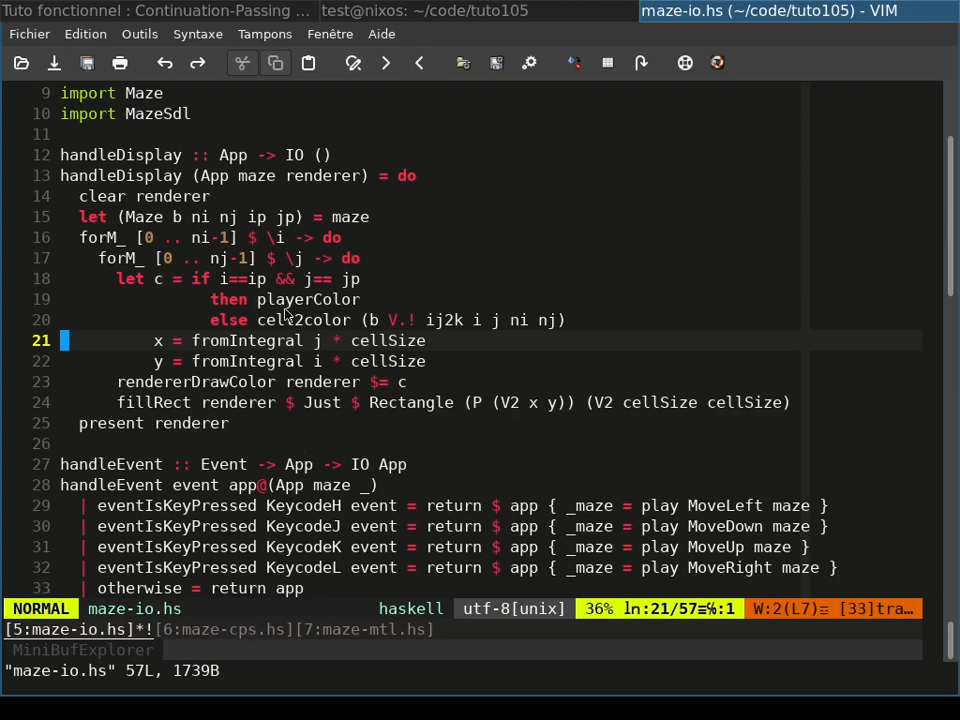 Tuto fonctionnel : Continuation-Passing ... test@nixos: ~/code/tuto105 maze-io.hs (~/code/tuto105) - VIM
Fichier Edition Outils Syntaxe Tampons Fenêtre Aide
9 import Maze
10 import MazeSdl
11
12 handleDisplay :: App -> IO ()
13 handleDisplay (App maze renderer) = do
14   clear renderer
15   let (Maze b ni nj ip jp) = maze
16   forM_ [0 .. ni-1] $ \i -> do
17     forM_ [0 .. nj-1] $ \j -> do
18       let c = if i==ip && j== jp
19                 then playerColor
20                 else cell2color (b V.! ij2k i j ni nj)
21           x = fromIntegral j * cellSize
22           y = fromIntegral i * cellSize
23       rendererDrawColor renderer $= c
24       fillRect renderer $ Just $ Rectangle (P (V2 x y)) (V2 cellSize cellSize)
25   present renderer
26
27 handleEvent :: Event -> App -> IO App
28 handleEvent event app@(App maze _)
29   | eventIsKeyPressed KeycodeH event = return $ app { _maze = play MoveLeft maze }
30   | eventIsKeyPressed KeycodeJ event = return $ app { _maze = play MoveDown maze }
31   | eventIsKeyPressed KeycodeK event = return $ app { _maze = play MoveUp maze }
32   | eventIsKeyPressed KeycodeL event = return $ app { _maze = play MoveRight maze }
33   | otherwise = return app
NORMAL maze-io.hs haskell utf-8[unix] 36% ln:21/57≡℅:1 W:2(L7)☲ [33]tra…
[5:maze-io.hs]*![6:maze-cps.hs][7:maze-mtl.hs]
MiniBufExplorer
"maze-io.hs" 57L, 1739B